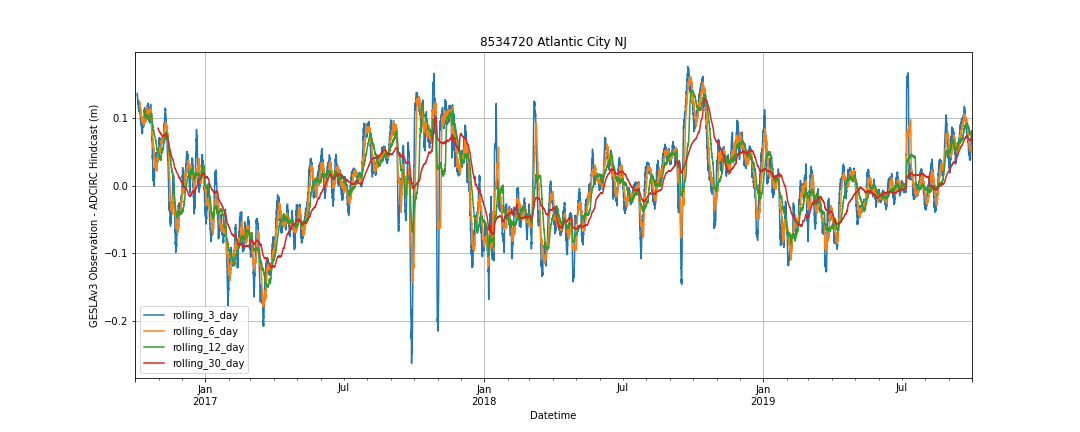 8534720 Atlantic City NJ
GESLAv3 Observation - ADCIRC Hindcast (m)
0.1
0.0
−0.1
−0.2
rolling_3_day
rolling_6_day
rolling_12_day
rolling_30_day
Jan
2017
Jul
Jan
2018
Jul
Jan
2019
Jul
Datetime